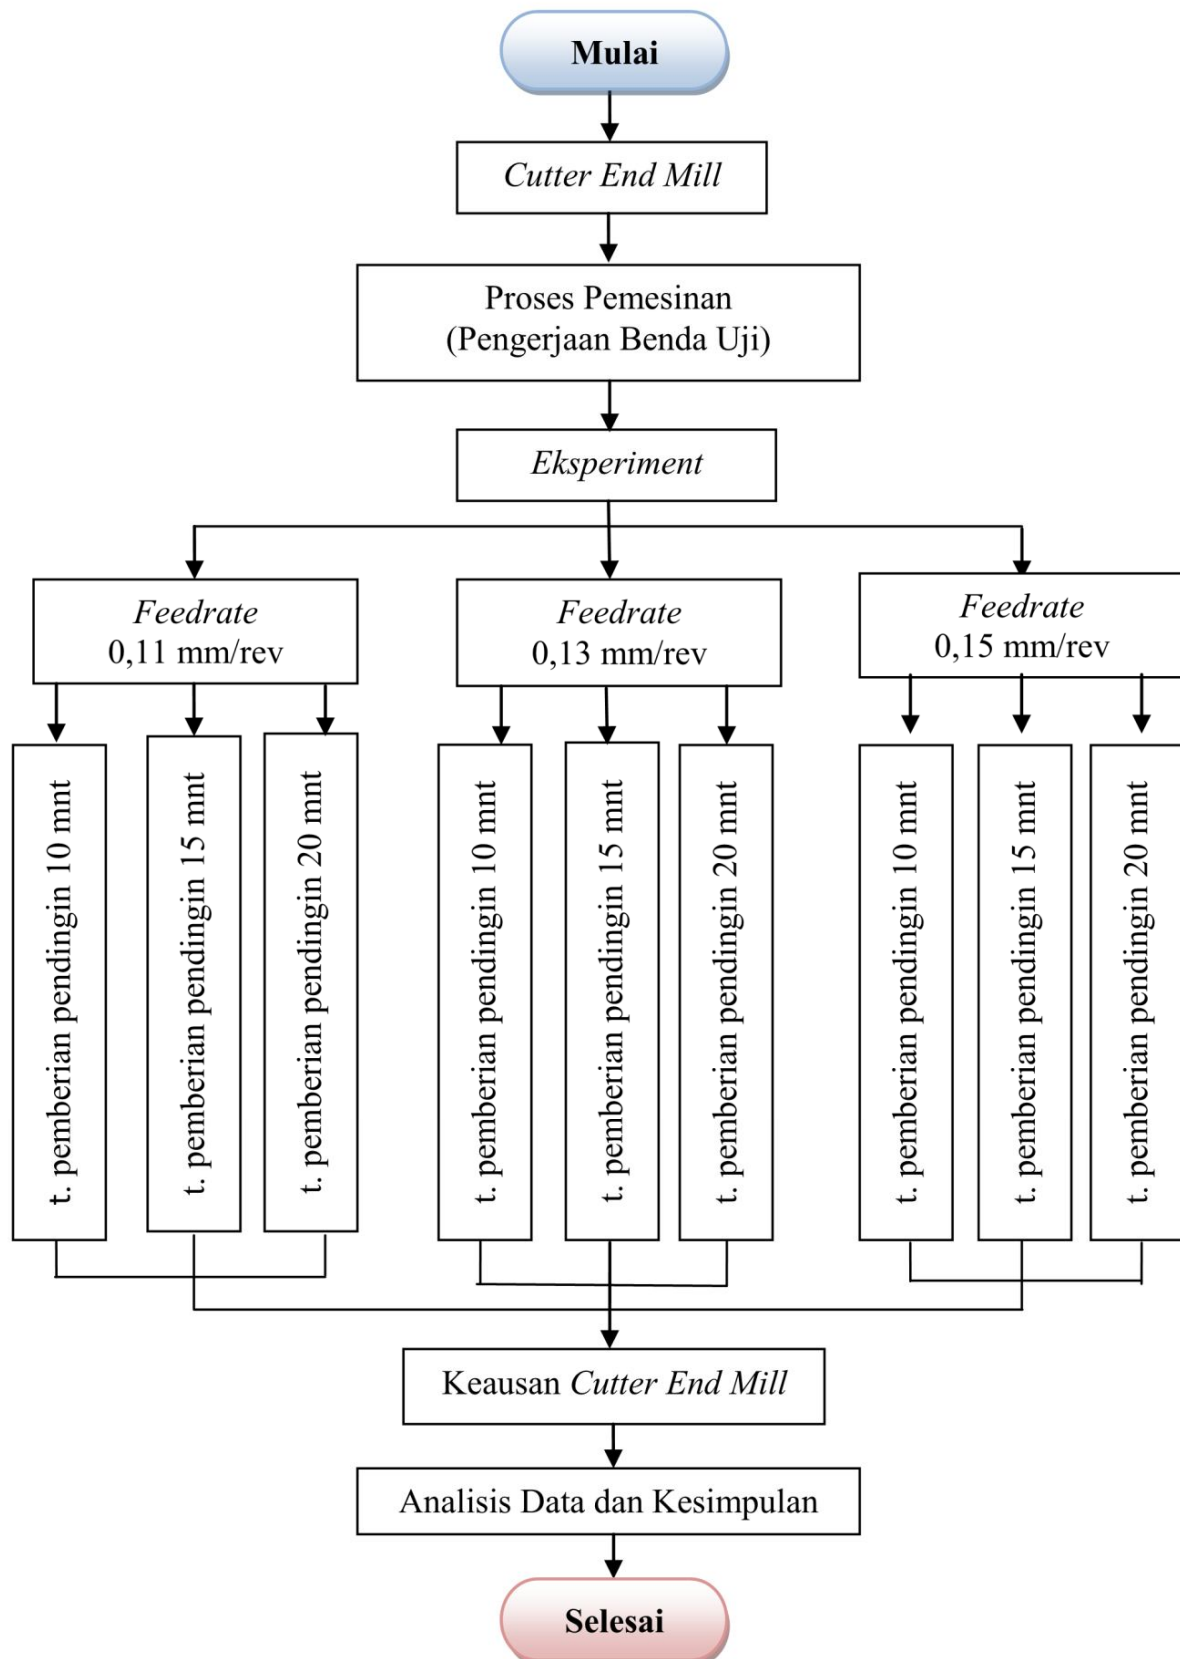 Mulai
Cutter End Mill
Proses Pemesinan
(Pengerjaan Benda Uji)
Eksperiment
Feedrate
0,11 mm/rev
Feedrate
0,13 mm/rev
Feedrate
0,15 mm/rev
t. pemberian pendingin 10 mnt
t. pemberian pendingin 15 mnt
t. pemberian pendingin 20 mnt
t. pemberian pendingin 10 mnt
t. pemberian pendingin 15 mnt
t. pemberian pendingin 20 mnt
t. pemberian pendingin 10 mnt
t. pemberian pendingin 15 mnt
t. pemberian pendingin 20 mnt
Keausan Cutter End Mill
Analisis Data dan Kesimpulan
Selesai